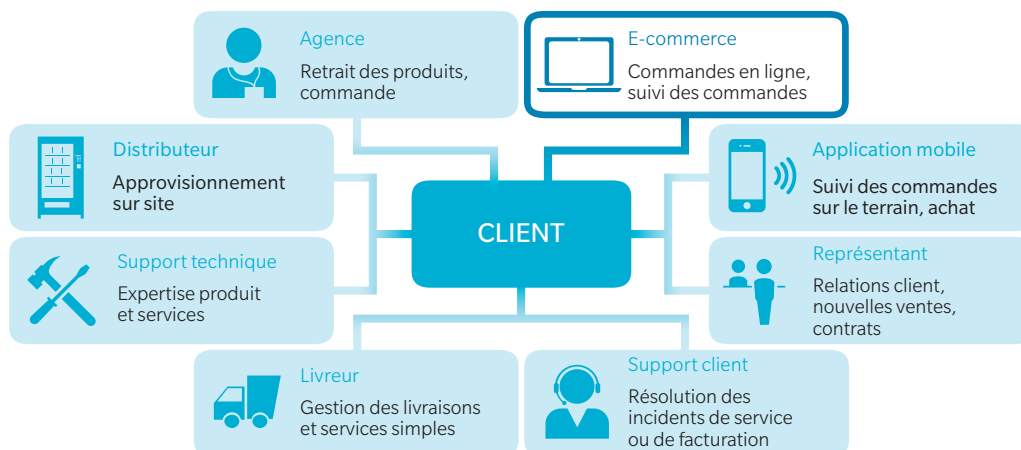 Agence
Retrait des produits,
commande
E-commerce
Commandes en ligne,
suivi des commandes
Distributeur
Approvisionnement
sur site
CLIENT
Application mobile
Suivi des commandes
sur le terrain, achat
Support technique
Expertise produit
et services
Représentant
Relations client,
nouvelles ventes,
contrats
Livreur
Gestion des livraisons
et services simples
Support client
Résolution des
incidents de service
ou de facturation